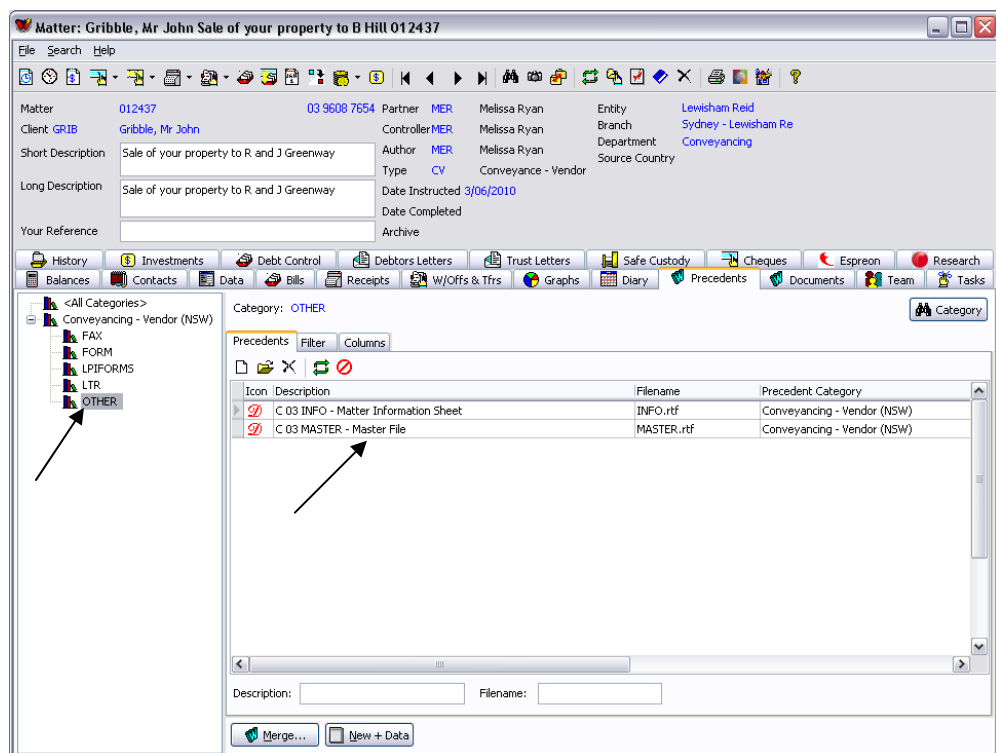 Matter: Gribble, Mr John Sale of your property to B Hill 012437
File Search Help
Matter 012437 03 9608 7654 Partner MER Melissa Ryan Entity Lewisham Reid
Client GRIB Gribble, Mr John Controller MER Melissa Ryan Branch Sydney - Lewisham Re
Short Description Sale of your property to R and J Greenway Author MER Melissa Ryan Department Conveyancing
Type CV Conveyance - Vendor Source Country
Long Description Sale of your property to R and J Greenway Date Instructed 3/06/2010
Date Completed
Your Reference Archive
History Investments Debt Control Debtors Letters Trust Letters Safe Custody Cheques Espreon Research
Balances Contacts Data Bills Receipts W/Offs & Tfrs Graphs Diary Precedents Documents Team Tasks
<All Categories>
Conveyancing - Vendor (NSW)
FAX
FORM
LPIFORMS
LTR
OTHER
Category: OTHER Category
Precedents Filter Columns
Icon Description Filename Precedent Category
C 03 INFO - Matter Information Sheet INFO.rtf Conveyancing - Vendor (NSW)
C 03 MASTER - Master File MASTER.rtf Conveyancing - Vendor (NSW)
Description: Filename:
Merge... New + Data